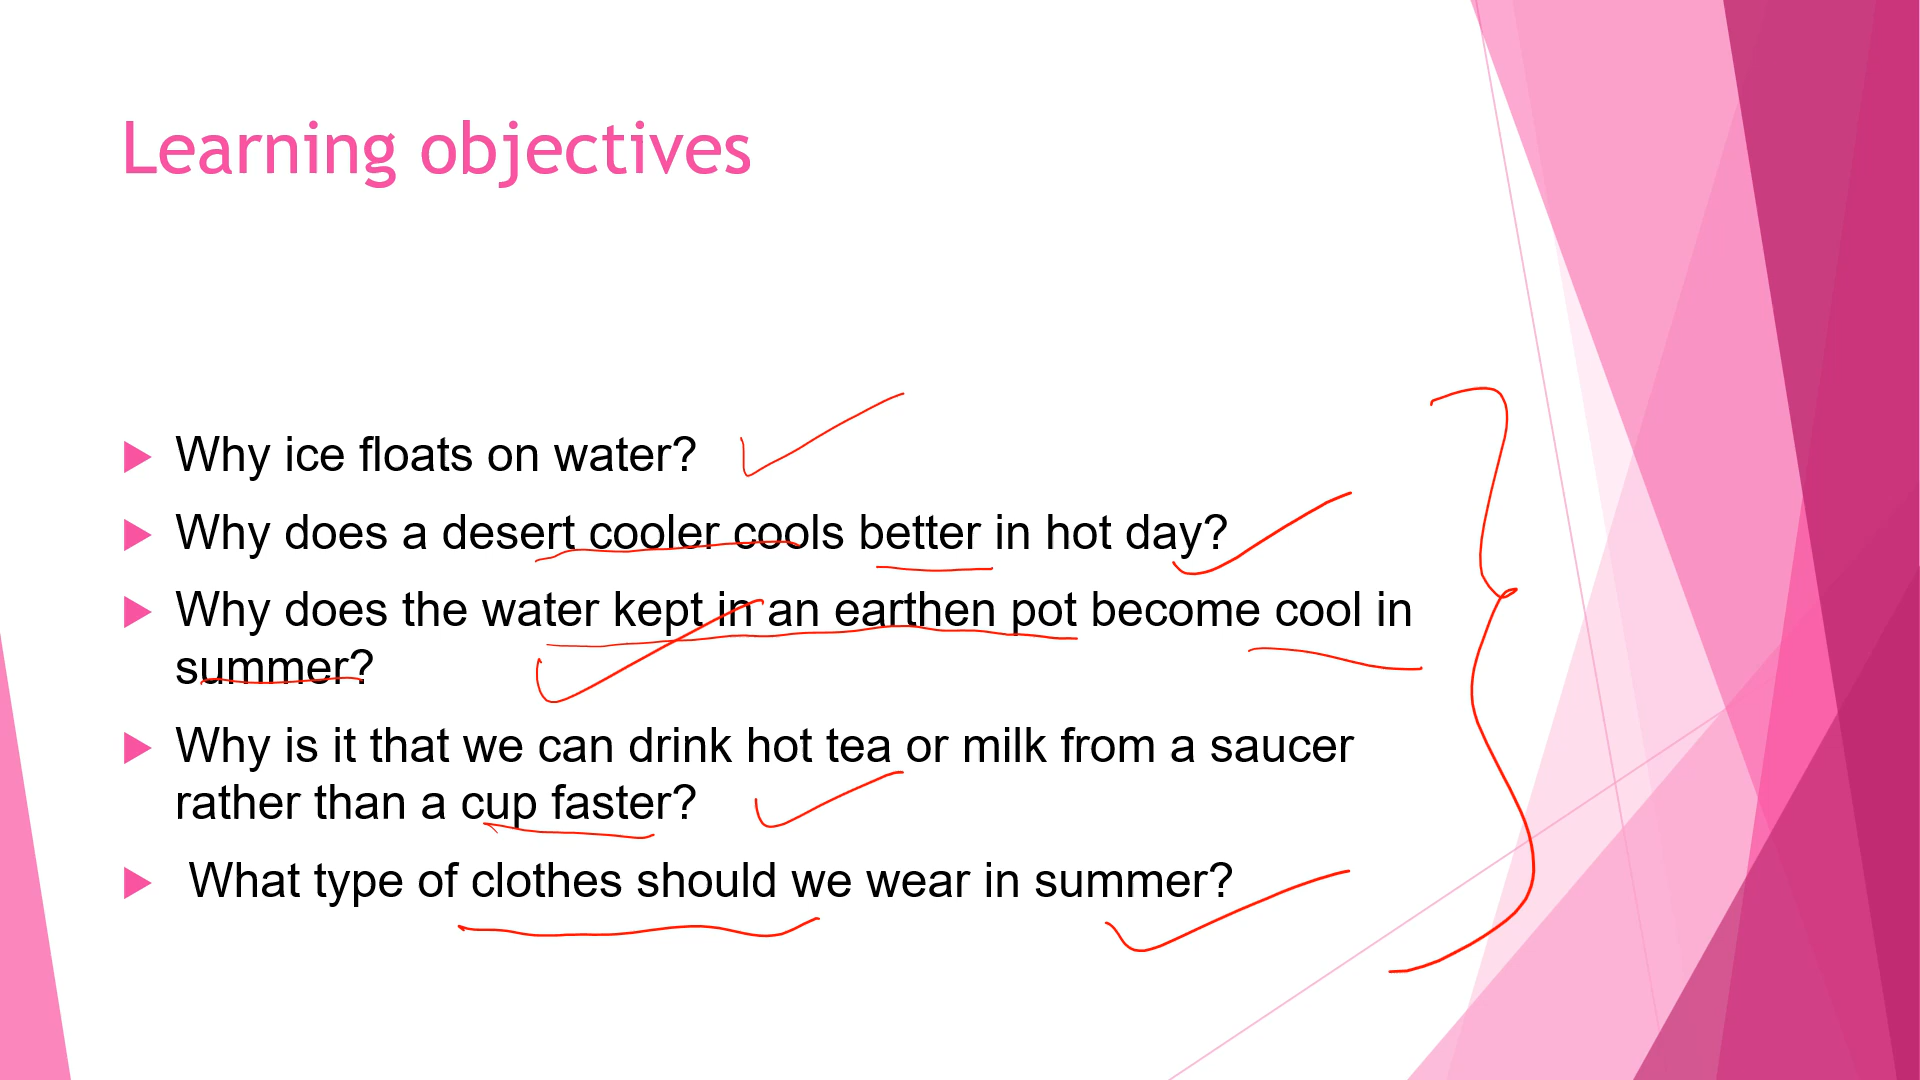 Learning objectives
Why ice floats on water?
Why does a desert cooler cools better in hot day?
Why does the water kept in an earthen pot become cool in
summer?
Why is it that we can drink hot tea or milk from a saucer
rather than a cup faster?
What type of clothes should we wear in summer?